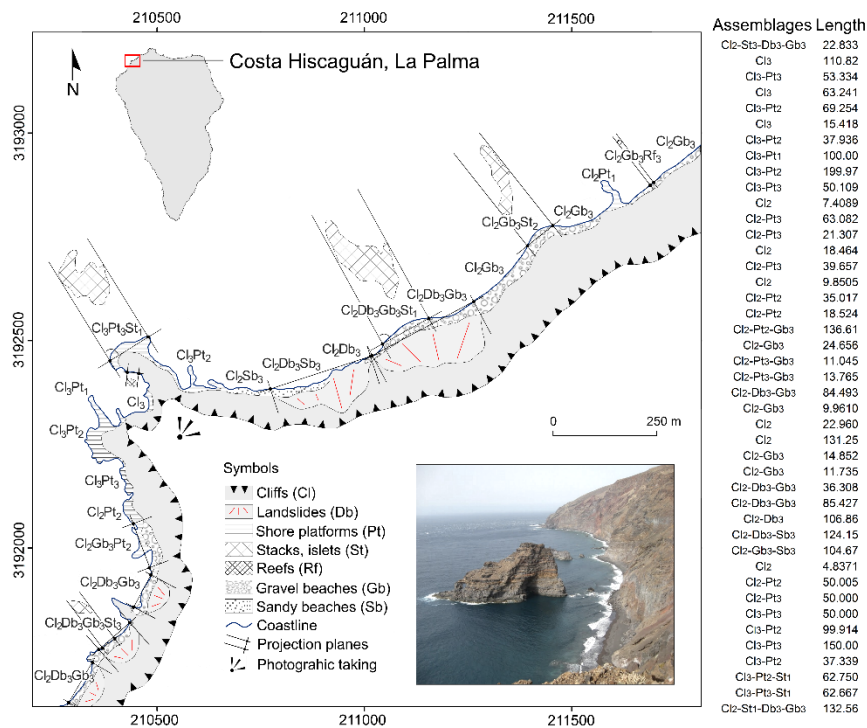 210500 211000 211500
Assemblages Length
Cl2-St3-Db3-Gb3 22.833
Cl3 110.82
Cl3-Pt3 53.334
Cl3 63.241
Cl3-Pt2 69.254
Cl3 15.418
Cl3-Pt2 37.936
Cl3-Pt1 100.00
Cl3-Pt2 199.97
Cl3-Pt3 50.109
Cl2 7.4089
Cl2-Pt3 63.082
Cl2-Pt3 21.307
Cl2 18.464
Cl2-Pt3 39.657
Cl2 9.8505
Cl2-Pt2 35.017
Cl2-Pt2 18.524
Cl2-Pt2-Gb3 136.61
Cl2-Gb3 24.656
Cl2-Pt3-Gb3 11.045
Cl2-Pt3-Gb3 13.765
Cl2-Db3-Gb3 84.493
Cl2-Gb3 9.9610
Cl2 22.960
Cl2 131.25
Cl2-Gb3 14.852
Cl2-Gb3 11.735
Cl2-Db3-Gb3 36.308
Cl2-Db3-Gb3 85.427
Cl2-Db3 106.86
Cl2-Db3-Sb3 124.15
Cl2-Gb3-Sb3 104.67
Cl2 4.8371
Cl2-Pt2 50.005
Cl2-Pt3 50.000
Cl3-Pt3 50.000
Cl3-Pt2 99.914
Cl3-Pt3 150.00
Cl3-Pt2 37.339
Cl3-Pt2-St1 62.750
Cl3-Pt3-St1 62.667
Cl2-St1-Db3-Gb3 132.56
Costa Hiscaguán, La Palma
N
3193000
3192500
3192000
Cl2Gb3
Cl2Gb3Rf3
Cl2Pt1
Cl2Gb3
Cl2Gb3St2
Cl2Gb3
Cl2Db3Gb3
Cl2Db3Gb3St1
Cl2Db3
Cl2Db3Sb3
Cl2Sb3
Cl3Pt2
Cl3Pt3St1
Cl3
Cl3Pt1
Cl3Pt2
Cl3Pt3
Cl2Pt2
Cl2Gb3Pt2
Cl2Db3Gb3
Cl2Db3Gb3St3
Cl2Db3Gb3
0 250 m
Symbols
Cliffs (Cl)
Landslides (Db)
Shore platforms (Pt)
Stacks, islets (St)
Reefs (Rf)
Gravel beaches (Gb)
Sandy beaches (Sb)
Coastline
Projection planes
Photograhic taking
210500 211000 211500